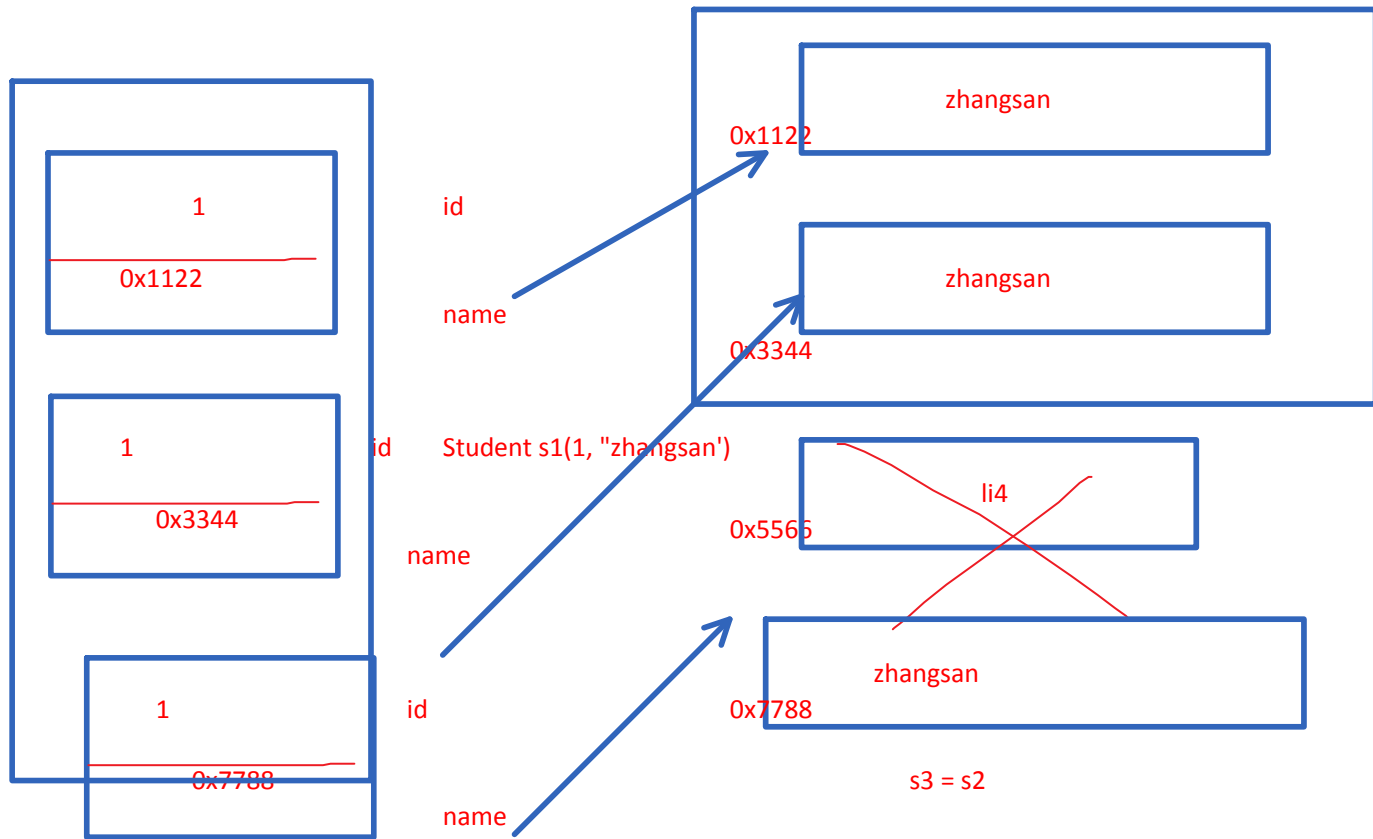 zhangsan
0x1122
1
id
0x1122
zhangsan
name
0x3344
1
id
Student s1(1, "zhangsan')
li4
0x3344
0x5566
name
zhangsan
1
id
0x7788
0x7788
s3 = s2
name